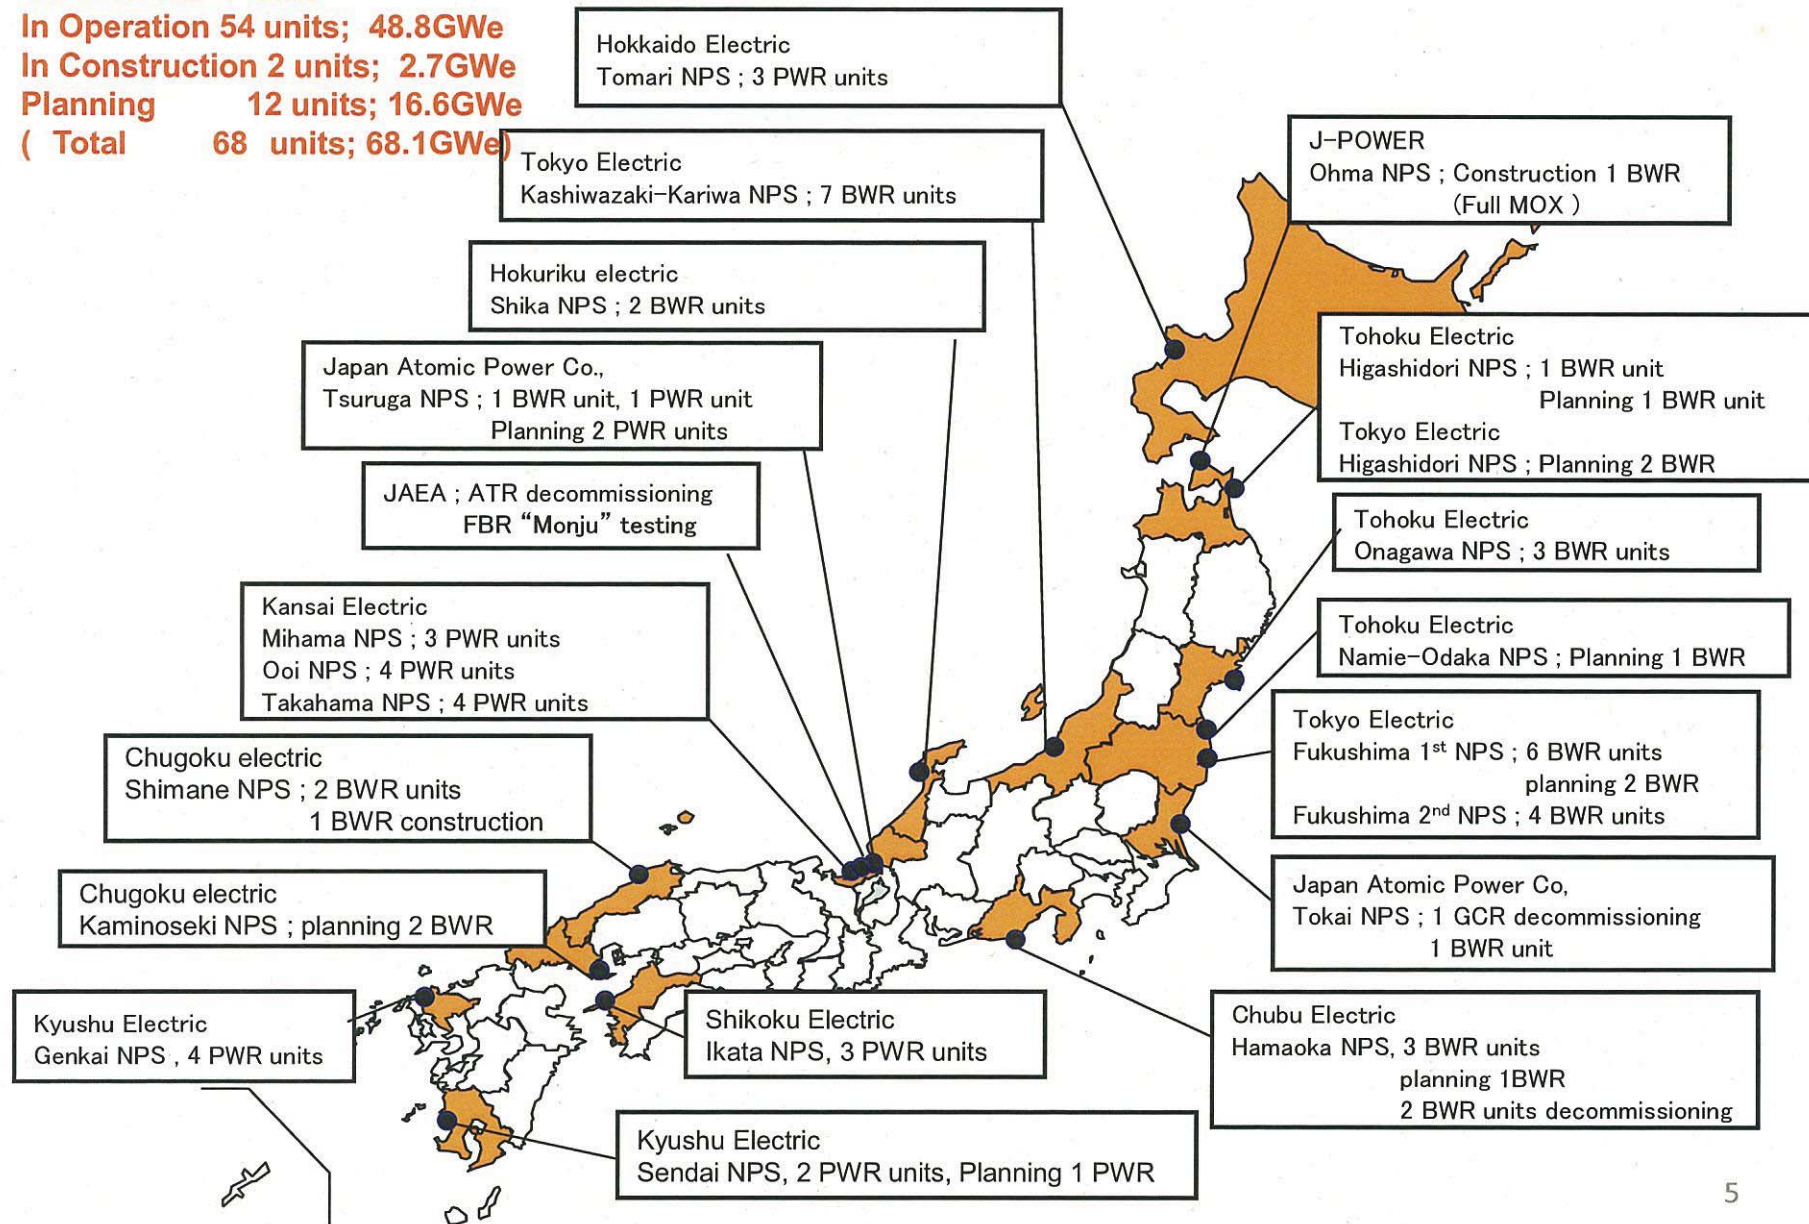 In Operation 54 units; 48.8GWe
In Construction 2 units; 2.7GWe
Planning 12 units; 16.6GWe
( Total 68 units; 68.1GWe)
Hokkaido Electric
Tomari NPS ; 3 PWR units
Tokyo Electric
Kashiwazaki-Kariwa NPS ; 7 BWR units
J-POWER
Ohma NPS ; Construction 1 BWR
(Full MOX )
Hokuriku electric
Shika NPS ; 2 BWR units
Japan Atomic Power Co.,
Tsuruga NPS ; 1 BWR unit, 1 PWR unit
Planning 2 PWR units
Tohoku Electric
Higashidori NPS ; 1 BWR unit
Planning 1 BWR unit
Tokyo Electric
Higashidori NPS ; Planning 2 BWR
JAEA ; ATR decommissioning
FBR “Monju” testing
Tohoku Electric
Onagawa NPS ; 3 BWR units
Kansai Electric
Mihama NPS ; 3 PWR units
Ooi NPS ; 4 PWR units
Takahama NPS ; 4 PWR units
Tohoku Electric
Namie-Odaka NPS ; Planning 1 BWR
Tokyo Electric
Fukushima 1st NPS ; 6 BWR units
planning 2 BWR
Fukushima 2nd NPS ; 4 BWR units
Chugoku electric
Shimane NPS ; 2 BWR units
1 BWR construction
Chugoku electric
Kaminoseki NPS ; planning 2 BWR
Japan Atomic Power Co,
Tokai NPS ; 1 GCR decommissioning
1 BWR unit
Kyushu Electric
Genkai NPS , 4 PWR units
Shikoku Electric
Ikata NPS, 3 PWR units
Chubu Electric
Hamaoka NPS, 3 BWR units
planning 1BWR
2 BWR units decommissioning
Kyushu Electric
Sendai NPS, 2 PWR units, Planning 1 PWR
5